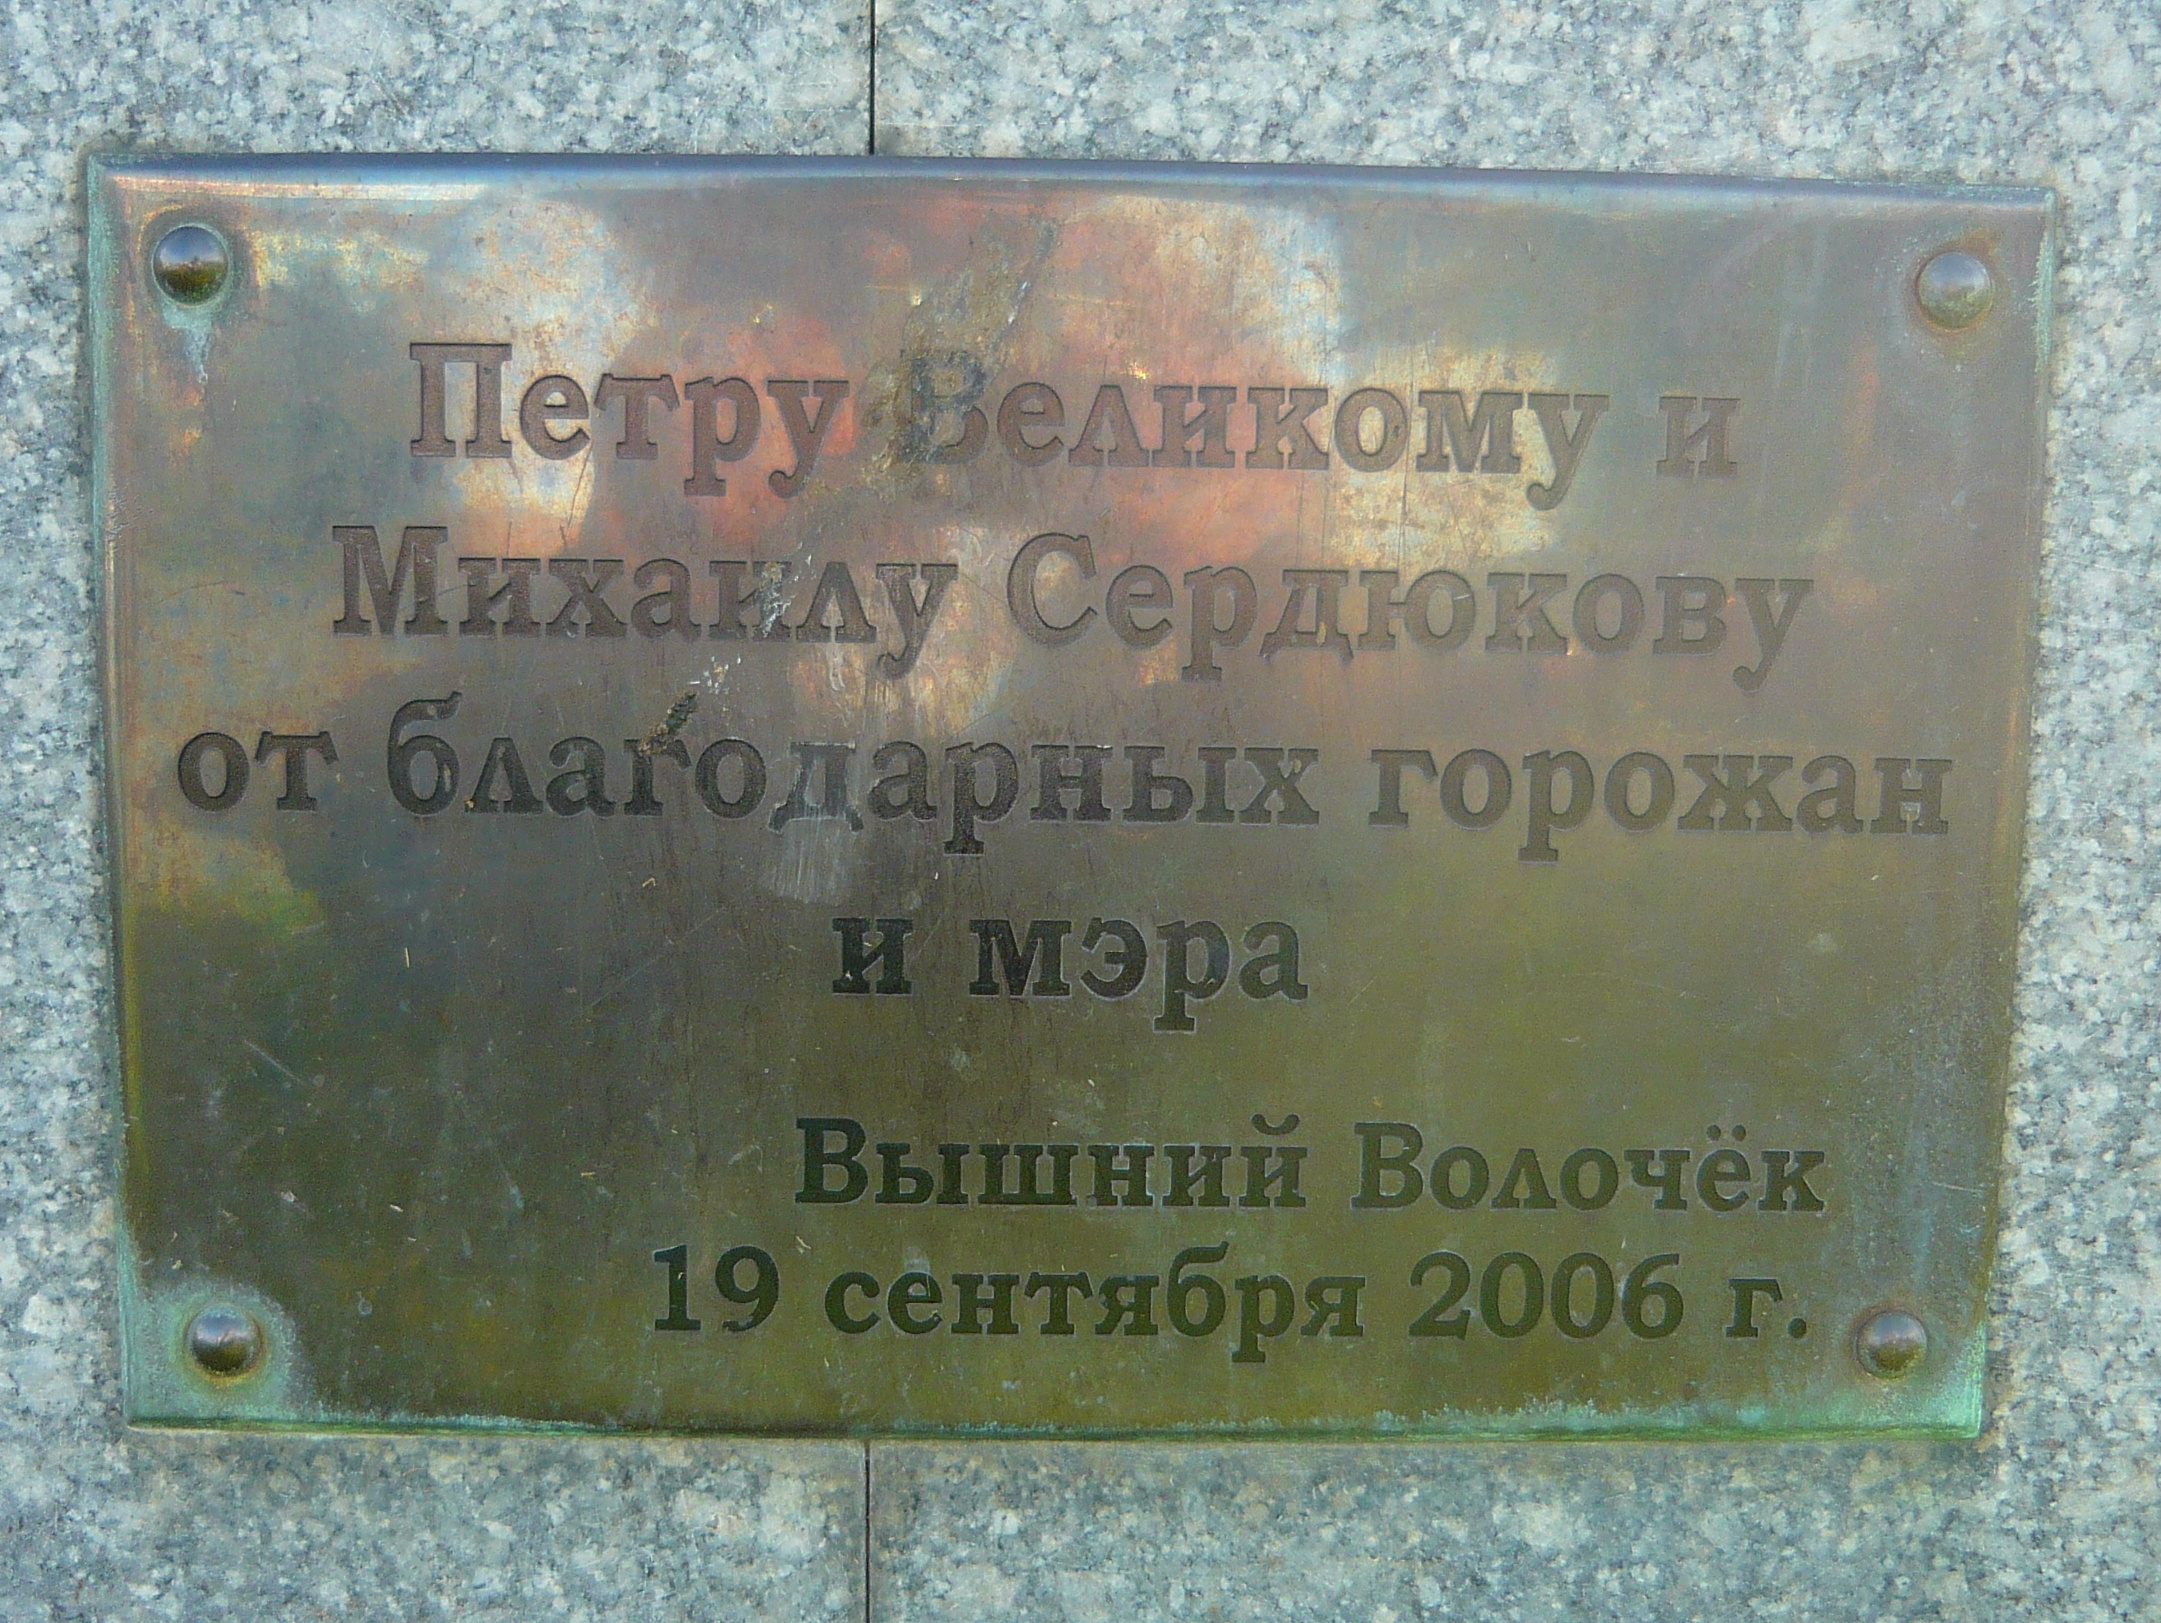 Петру Великому и
Михаилу Сердюкову
от благодарных горожан
и мэра
Вышний Волочёк
19 сентября 2006 г.